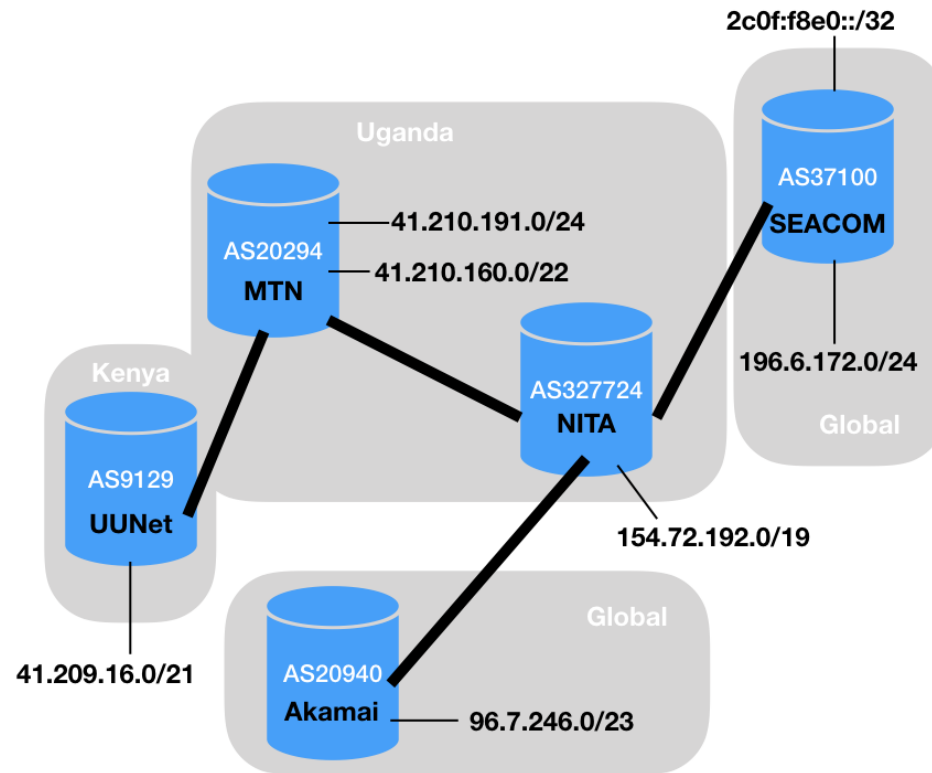 2c0f:f8e0::/32
Uganda
AS37100
SEACOM
41.210.191.0/24
AS20294
41.210.160.0/22
MTN
196.6.172.0/24
Kenya
AS327724
NITA
Global
AS9129
UUNet
154.72.192.0/19
Global
41.209.16.0/21
AS20940
Akamai
96.7.246.0/23